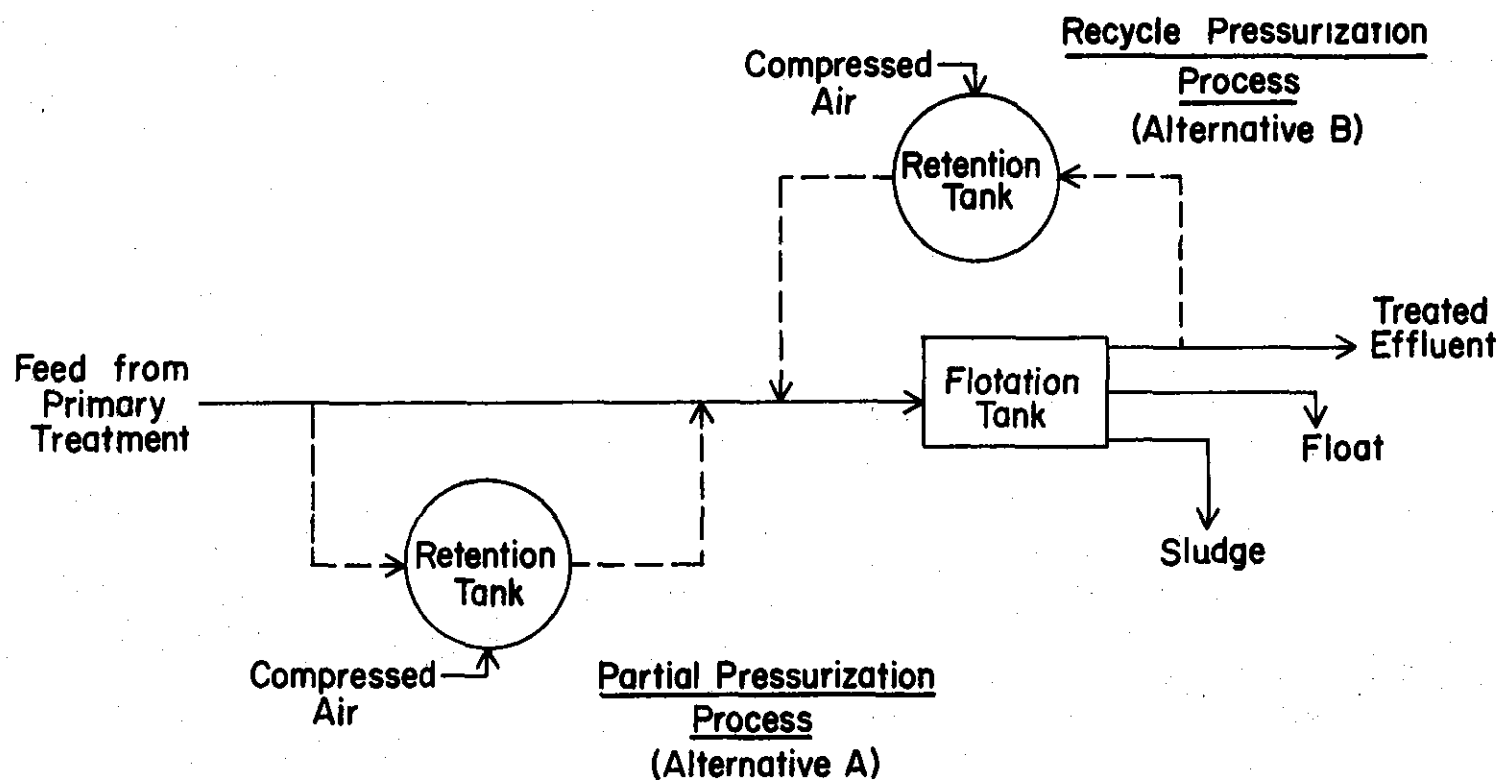 Recycle Pressurization
Process
(Alternative B)
Compressed
Air
Retention
Tank
Treated
Effluent
Feed from
Primary
Treatment
Flotation
Tank
Float
Sludge
Retention
Tank
Compressed
Air
Partial Pressurization
Process
(Alternative A)